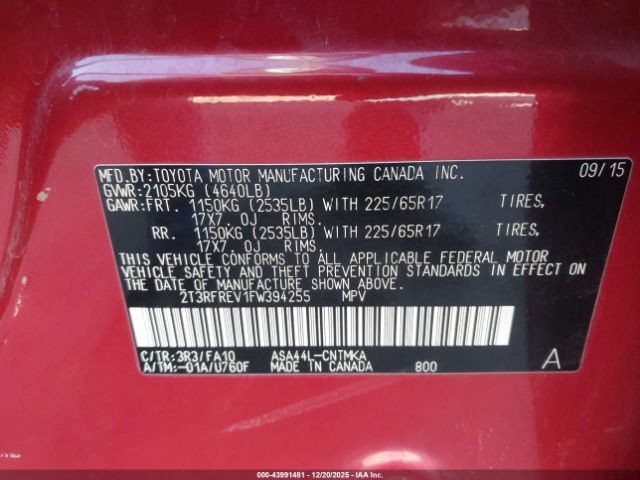 MFD.BY:TOYOTA MOTOR MANUFACTURING CANADA INC. 09/15
GVWR:2105KG (4640LB)
GAWR:FRT. 1150KG (2535LB) WITH 225/65R17 TIRES,
17X7.0J RIMS.
RR. 1150KG (2535LB) WITH 225/65R17 TIRES,
17X7.0J RIMS.
THIS VEHICLE CONFORMS TO ALL APPLICABLE FEDERAL MOTOR
VEHICLE SAFETY AND THEFT PREVENTION STANDARDS IN EFFECT ON
THE DATE OF MANUFACTURE SHOWN ABOVE.
2T3RFREV1FW394255 MPV
C/TR:3R3/FA10 ASA44L-CNTMKA A
A/TM:-01A/U760F MADE IN CANADA 800
000-43991481 - 12/20/2025 - IAAI.com